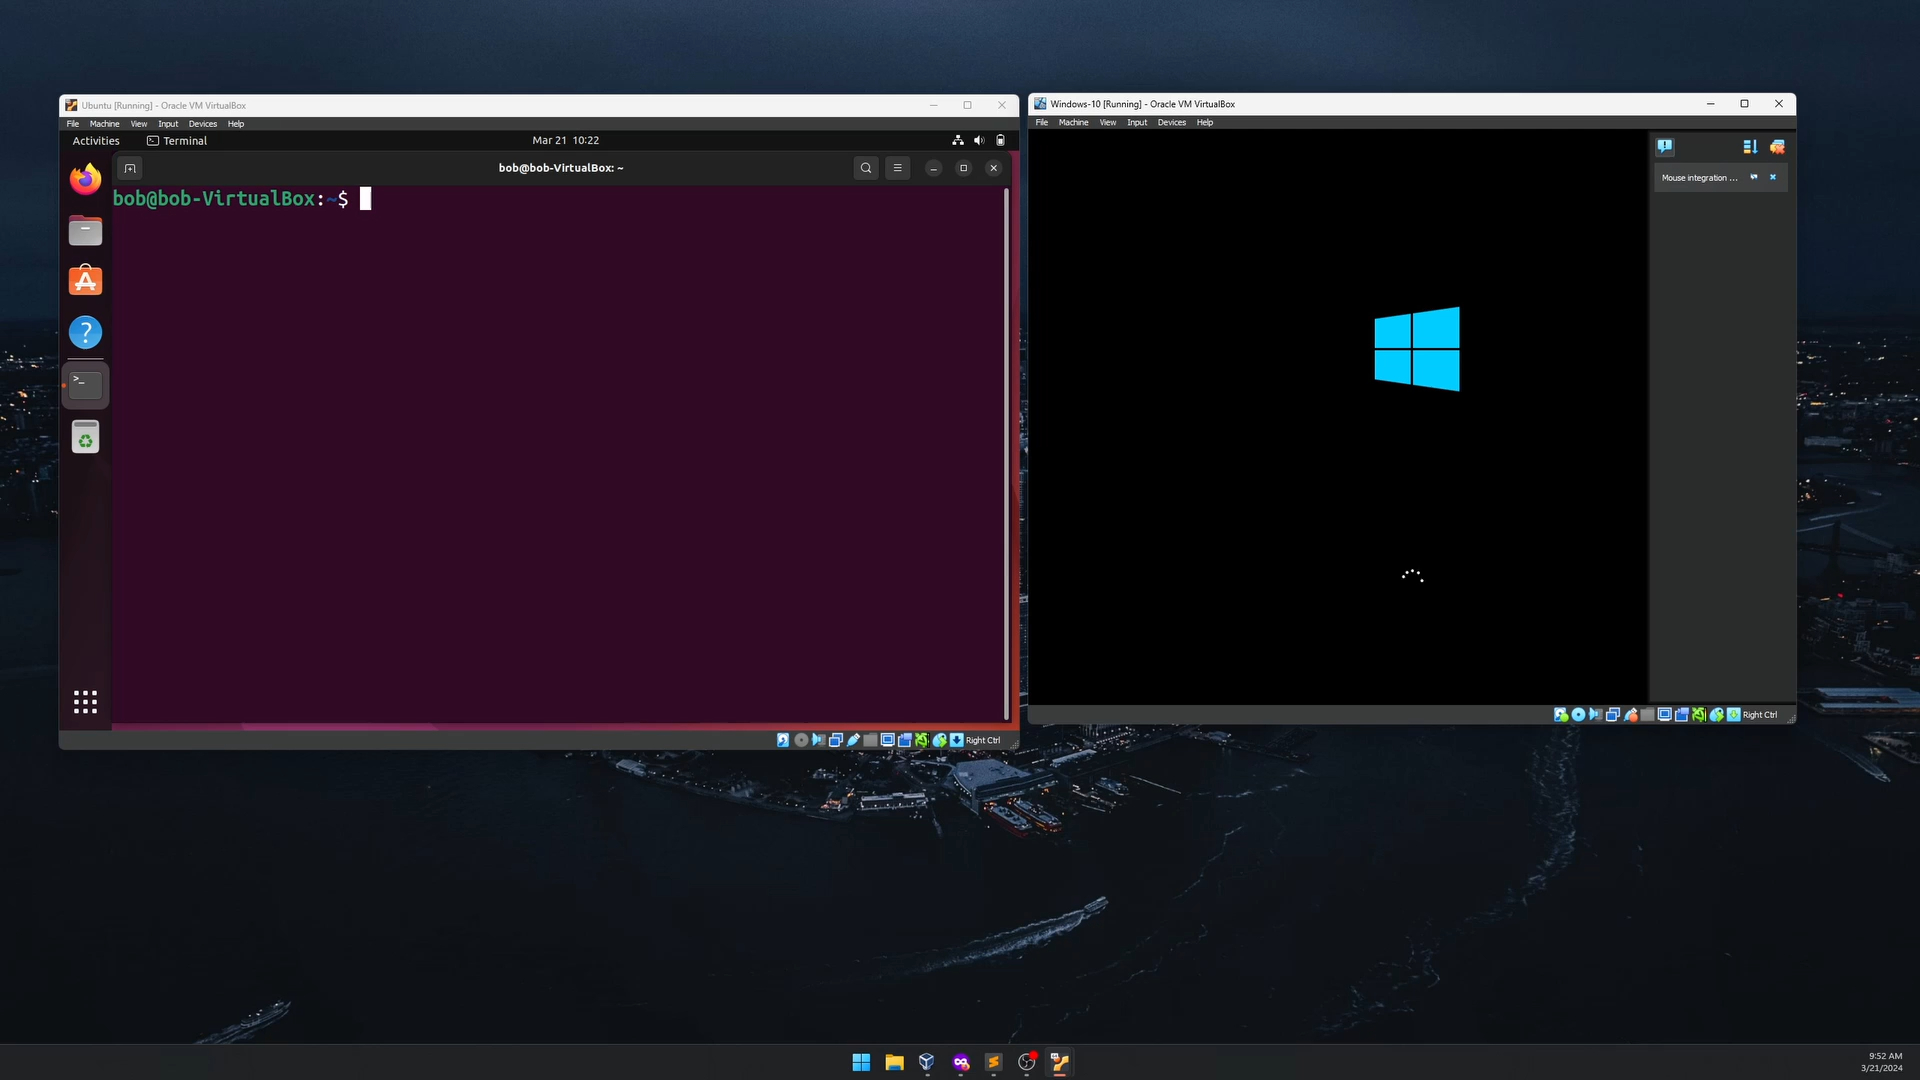 Ubuntu [Running] - Oracle VM VirtualBox
File Machine View Input Devices Help
Activities Terminal Mar 21 10:22
bob@bob-VirtualBox: ~
bob@bob-VirtualBox:~$
Right Ctrl
Windows-10 [Running] - Oracle VM VirtualBox
File Machine View Input Devices Help
Mouse integration ...
Right Ctrl
9:52 AM
3/21/2024